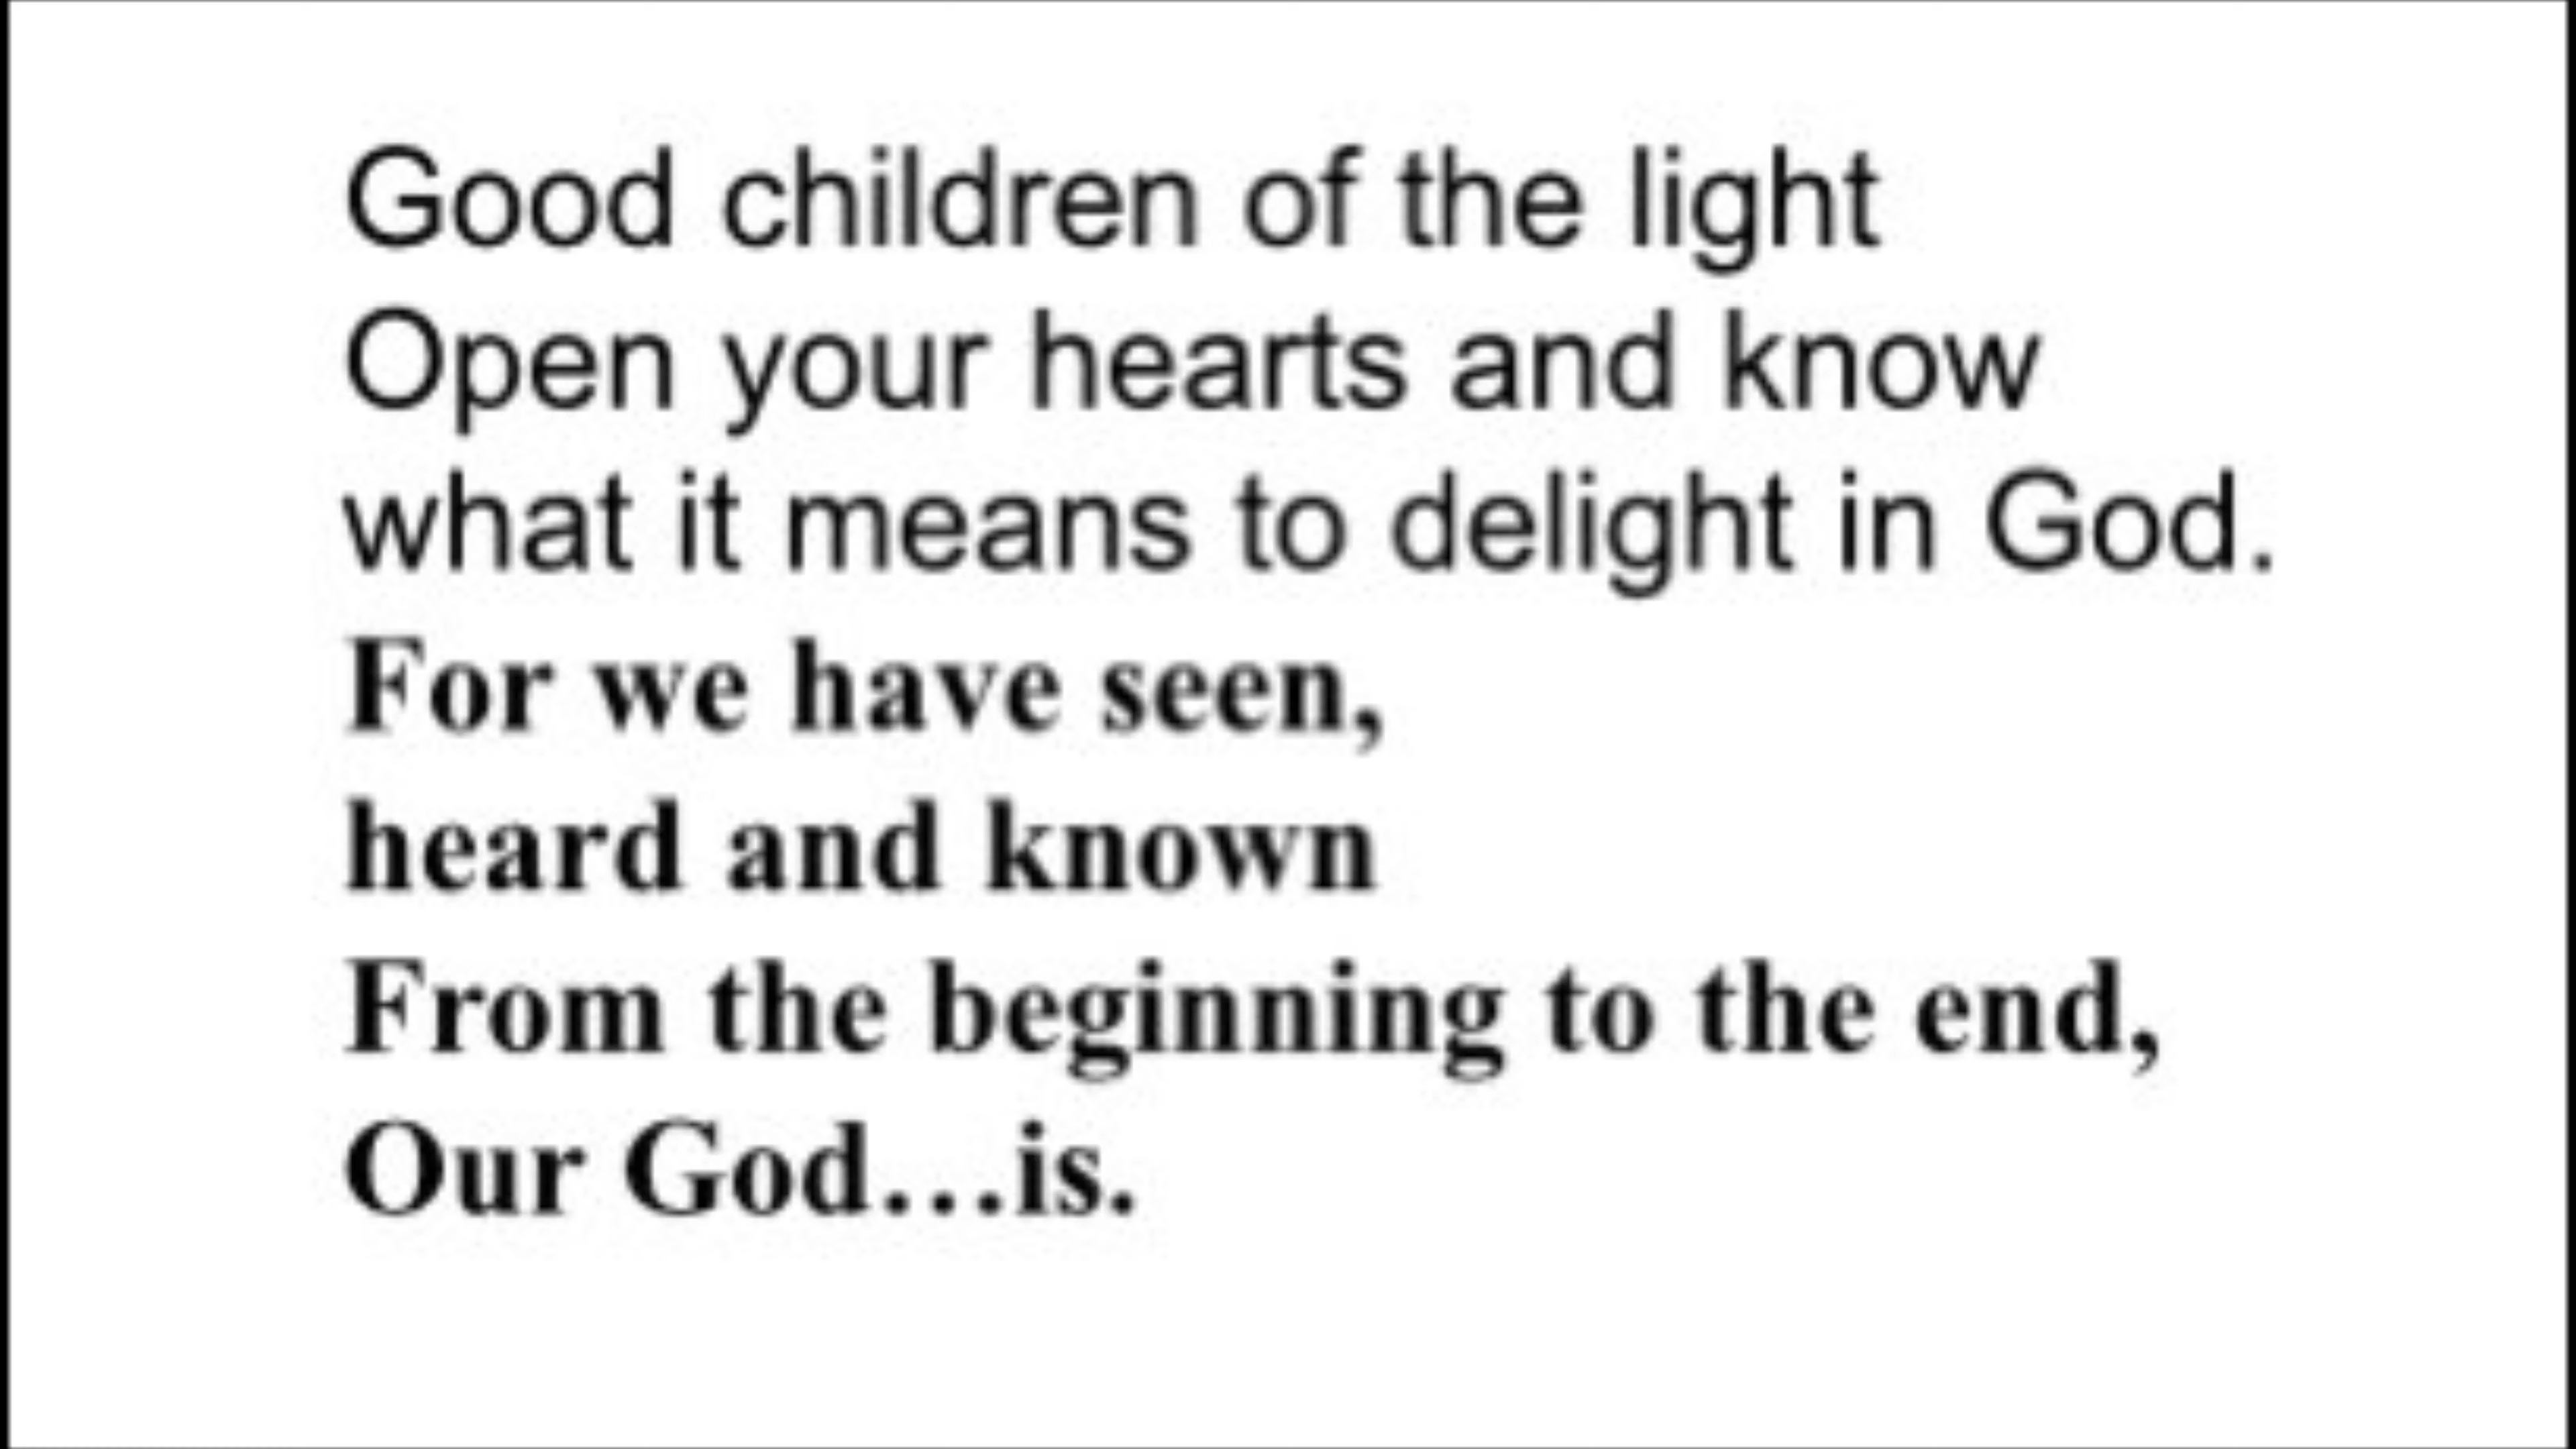 Good children of the light
Open your hearts and know
what it means to delight in God.
For we have seen,
heard and known
From the beginning to the end,
Our God…is.